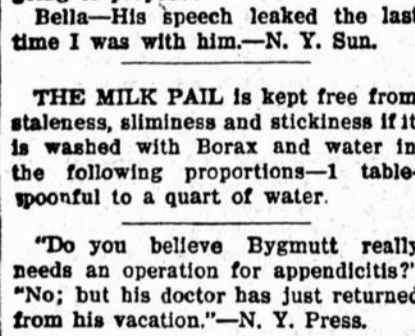 Bella—His speech leaked the last
time I was with him.—N. Y. Sun.
THE MILK PAIL is kept free from
staleness, sliminess and stickiness if it
is washed with Borax and water in
the following proportions—1 table-
spoonful to a quart of water.
"Do you believe Bygmutt really
needs an operation for appendicitis?"
"No; but his doctor has just returned
from his vacation."—N. Y. Press.